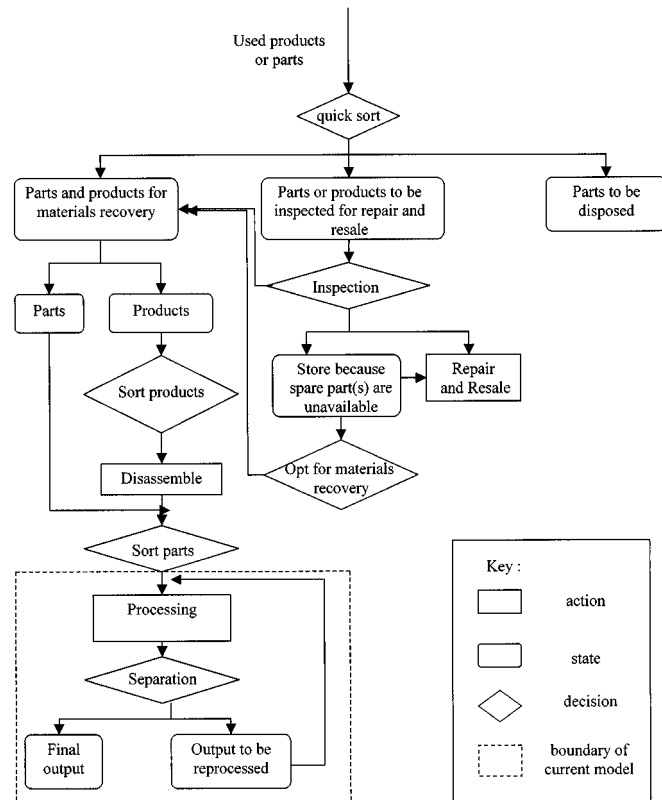 Used products
or parts
quick sort
Parts and products for
materials recovery
Parts or products to be
inspected for repair and
resale
Parts to be
disposed
Inspection
Parts
Products
Store because
spare part(s) are
unavailable
Repair
and Resale
Sort products
Opt for materials
recovery
Disassemble
Sort parts
Processing
Separation
Final
output
Output to be
reprocessed
Key :
action
state
decision
boundary of
current model